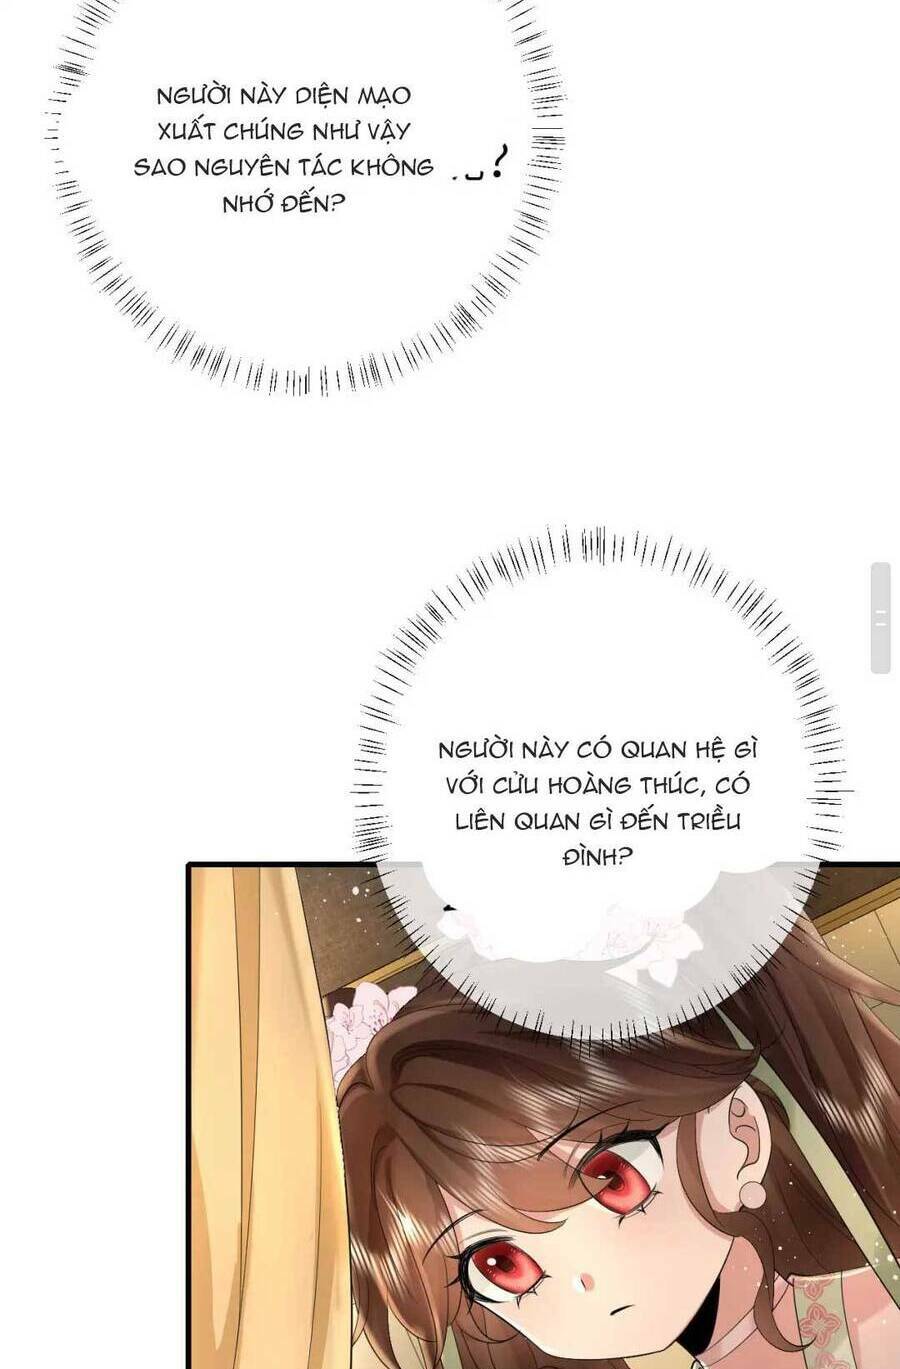 NGƯỜI NÀY DIỆN MẠO
XUẤT CHÚNG NHƯ VẬY
SAO NGUYÊN TÁC KHÔNG
NHỚ ĐẾN?
NGƯỜI NÀY CÓ QUAN HỆ GÌ
VỚI CỬU HOÀNG THÚC, CÓ
LIÊN QUAN GÌ ĐẾN TRIỀU
ĐÌNH?